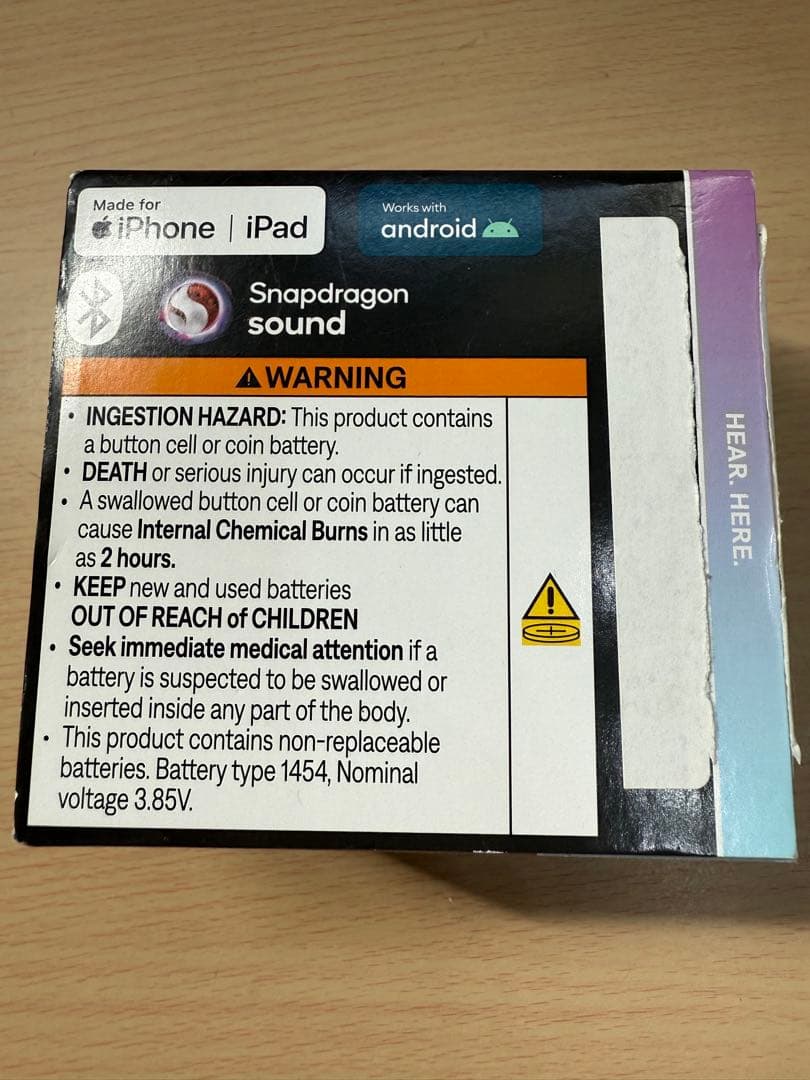 Made for
iPhone | iPad
Works with
android
Snapdragon
sound
WARNING
• INGESTION HAZARD: This product contains
a button cell or coin battery.
• DEATH or serious injury can occur if ingested.
• A swallowed button cell or coin battery can
cause Internal Chemical Burns in as little
as 2 hours.
• KEEP new and used batteries
OUT OF REACH of CHILDREN
• Seek immediate medical attention if a
battery is suspected to be swallowed or
inserted inside any part of the body.
• This product contains non-replaceable
batteries. Battery type 1454, Nominal
voltage 3.85V.
HEAR. HERE.